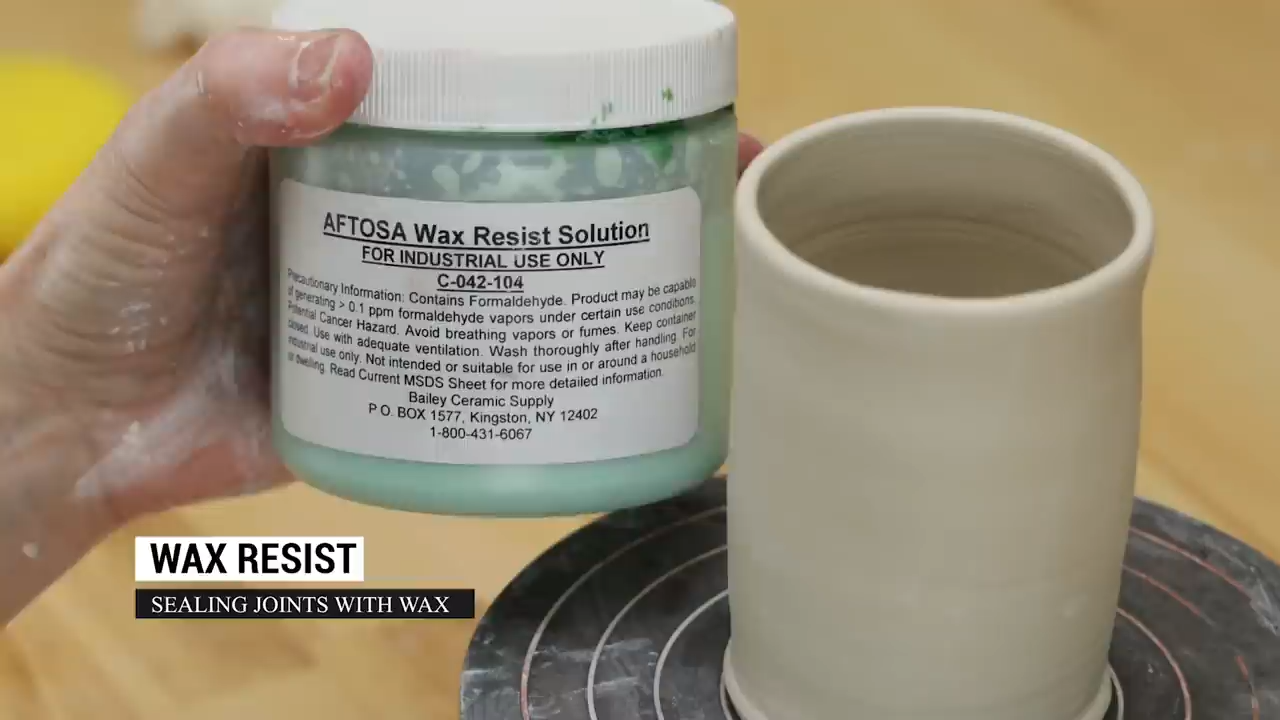 AFTOSA Wax Resist Solution
FOR INDUSTRIAL USE ONLY
C-042-104
Precautionary Information: Contains Formaldehyde. Product may be capable
of generating > 0.1 ppm formaldehyde vapors under certain use conditions.
Potential Cancer Hazard. Avoid breathing vapors or fumes. Keep container
closed. Use with adequate ventilation. Wash thoroughly after handling. For
industrial use only. Not intended or suitable for use in or around a household
or dwelling. Read Current MSDS Sheet for more detailed information.
Bailey Ceramic Supply
P.O. BOX 1577, Kingston, NY 12402
1-800-431-6067
WAX RESIST
SEALING JOINTS WITH WAX